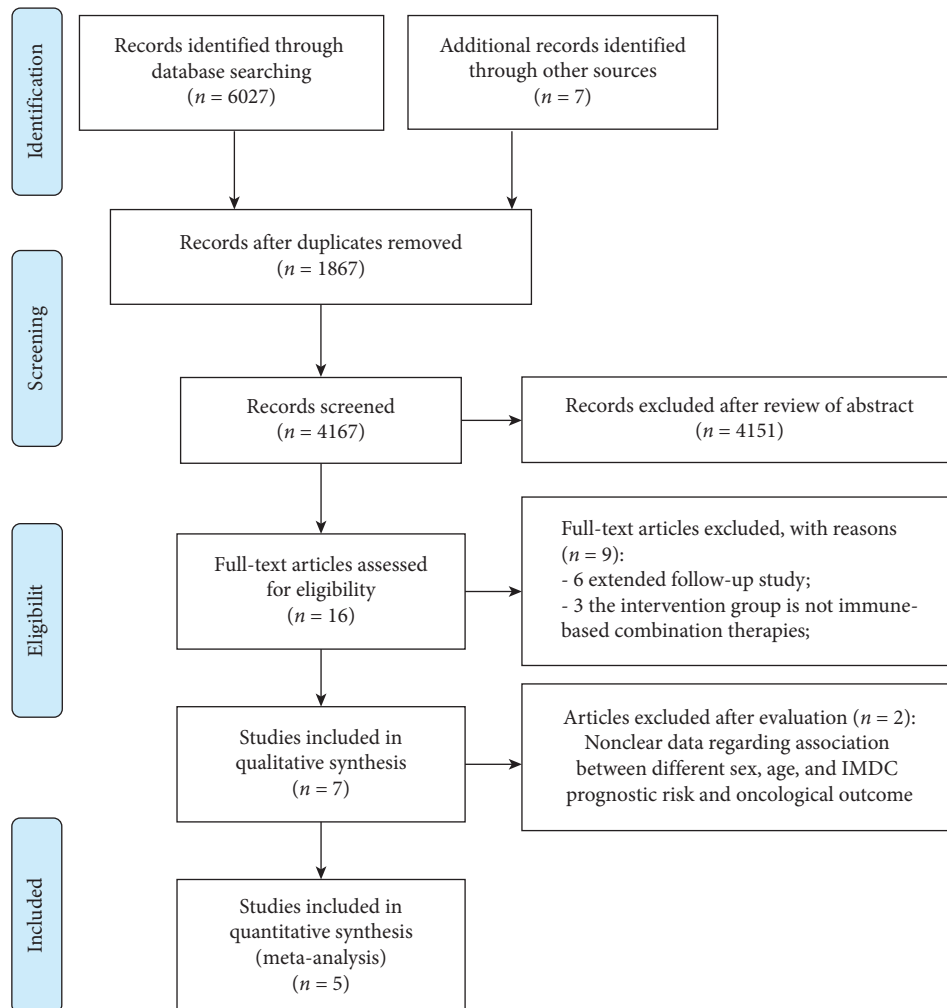 Identification
Records identified through
database searching
(n = 6027)
Additional records identified
through other sources
(n = 7)
Records after duplicates removed
(n = 1867)
Screening
Records screened
(n = 4167)
Records excluded after review of abstract
(n = 4151)
Eligibilit
Full-text articles assessed
for eligibility
(n = 16)
Full-text articles excluded, with reasons
(n = 9):
- 6 extended follow-up study;
- 3 the intervention group is not immune-
based combination therapies;
Studies included in
qualitative synthesis
(n = 7)
Articles excluded after evaluation (n = 2):
Nonclear data regarding association
between different sex, age, and IMDC
prognostic risk and oncological outcome
Included
Studies included in
quantitative synthesis
(meta-analysis)
(n = 5)